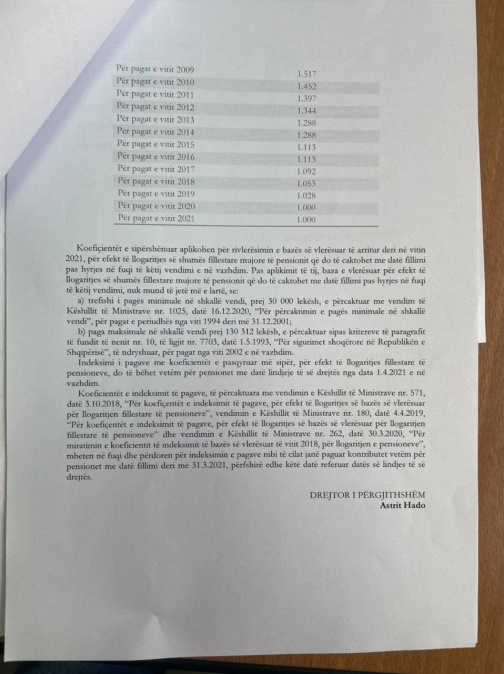 Për pagat e vitit 2009 1.517
Për pagat e vitit 2010 1.452
Për pagat e vitit 2011 1.397
Për pagat e vitit 2012 1.344
Për pagat e vitit 2013 1.288
Për pagat e vitit 2014 1.288
Për pagat e vitit 2015 1.113
Për pagat e vitit 2016 1.113
Për pagat e vitit 2017 1.092
Për pagat e vitit 2018 1.053
Për pagat e vitit 2019 1.028
Për pagat e vitit 2020 1.000
Për pagat e vitit 2021 1.000
Koeficientët e sipërshënuar aplikohen për rivlerësimin e bazës së vlerësuar të arritur deri në vitin
2021, për efekt të llogaritjes së shumës fillestare mujore të pensionit që do të caktohet me datë fillimi
pas hyrjes në fuqi të këtij vendimi e në vazhdim. Pas aplikimit të tij, baza e vlerësuar për efekt të
llogaritjes së shumës fillestare mujore të pensionit që do të caktohet me datë fillimi pas hyrjes në fuqi
të këtij vendimi, nuk mund të jetë më e lartë, se:
a) trefishi i pagës minimale në shkallë vendi, prej 30 000 lekësh, e përcaktuar me vendim të
Këshillit të Ministrave nr. 1025, datë 16.12.2020, “Për përcaktimin e pagës minimale në shkallë
vendi”, për pagat e periudhës nga viti 1994 deri më 31.12.2001;
b) paga maksimale në shkallë vendi prej 130 312 lekësh, e përcaktuar sipas kritereve të paragrafit
të fundit të nenit nr. 10, të ligjit nr. 7703, datë 1.5.1993, “Për sigurimet shoqërore në Republikën e
Shqipërisë”, të ndryshuar, për pagat nga viti 2002 e në vazhdim.
Indeksimi i pagave me koeficientët e pasqyruar më sipër, për efekt të llogaritjes fillestare të
pensioneve, do të bëhet vetëm për pensionet me datë lindjeje të së drejtës nga data 1.4.2021 e në
vazhdim.
Koeficientët e indeksimit të pagave, të përcaktuara me vendimin e Këshillit të Ministrave nr. 571,
datë 3.10.2018, “Për koeficentët e indeksimit të pagave, për efekt të llogaritjes së bazës së vlerësuar
për llogaritjen fillestare të pensioneve”, vendimin e Këshillit të Ministrave nr. 180, datë 4.4.2019,
“Për koeficentët e indeksimit të pagave, për efekt të llogaritjes së bazës së vlerësuar për llogaritjen
fillestare të pensioneve” dhe vendimin e Këshillit të Ministrave nr. 262, datë 30.3.2020, “Për
miratimin e koeficientit të indeksimit të bazës së vlerësuar të vitit 2018, për llogaritjen e pensioneve”,
mbeten në fuqi dhe përdoren për indeksimin e pagave mbi të cilat janë paguar kontributet vetëm për
pensionet me datë fillimi deri më 31.3.2021, përfshirë edhe këtë datë referuar datës së lindjes të së
drejtës.
DREJTOR I PËRGJITHSHËM
Astrit Hado